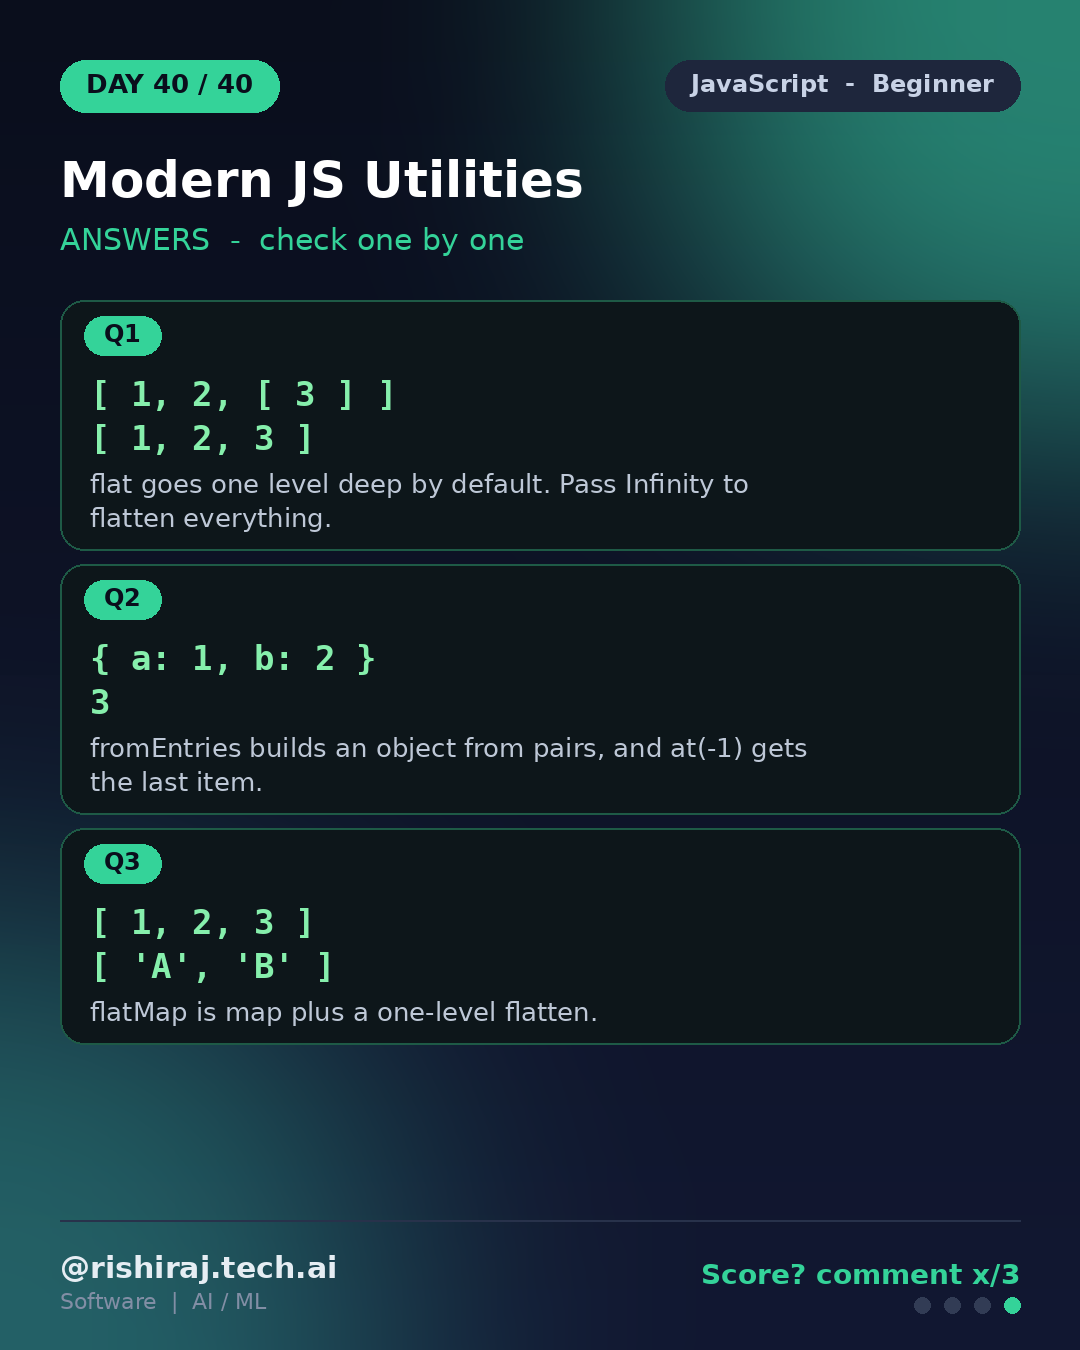 DAY 40 / 40
JavaScript - Beginner
Modern JS Utilities
ANSWERS - check one by one
Q1
[ 1, 2, [ 3 ] ]
[ 1, 2, 3 ]
flat goes one level deep by default. Pass Infinity to
flatten everything.
Q2
{ a: 1, b: 2 }
3
fromEntries builds an object from pairs, and at(-1) gets
the last item.
Q3
[ 1, 2, 3 ]
[ 'A', 'B' ]
flatMap is map plus a one-level flatten.
@rishiraj.tech.ai
Software | AI / ML
Score? comment x/3